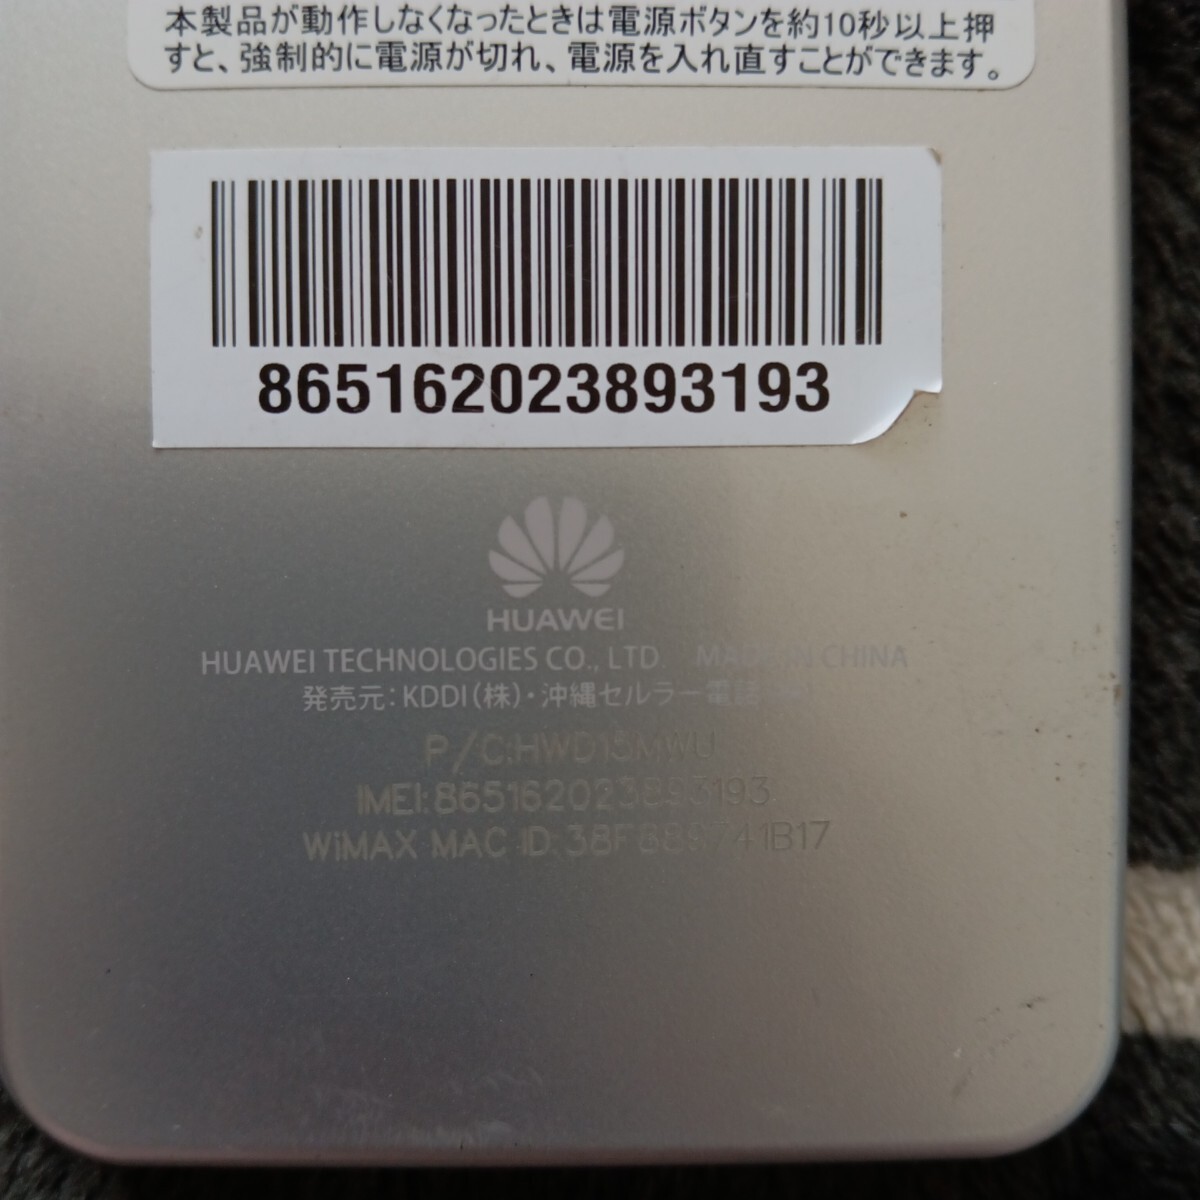 本製品が動作しなくなったときは電源ボタンを約10秒以上押
すと、強制的に電源が切れ、電源を入れ直すことができます。
865162023893193
HUAWEI
HUAWEI TECHNOLOGIES CO., LTD. MADE IN CHINA
発売元：KDDI（株）・沖縄セルラー電話
P/C:HWD15MWU
IMEI:865162023893193
WiMAX MAC ID: